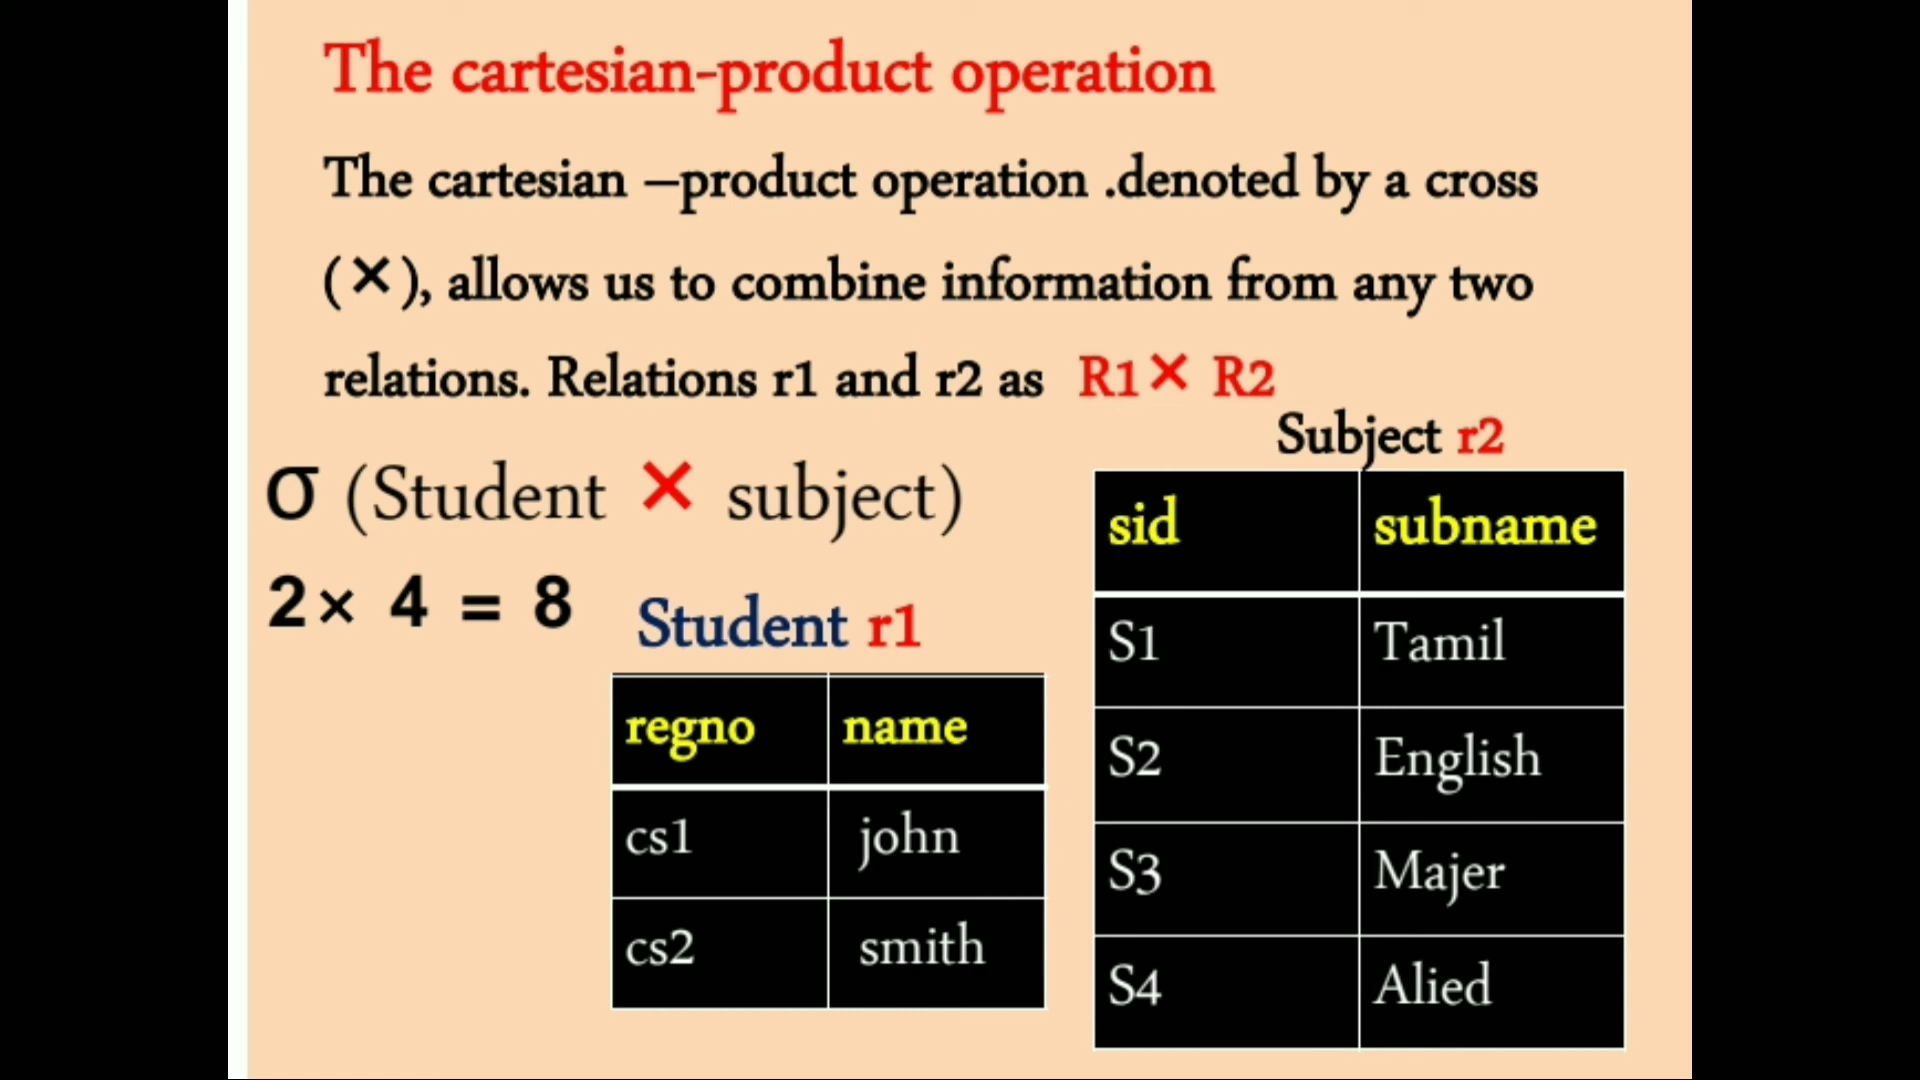 The cartesian-product operation
The cartesian –product operation .denoted by a cross
(×), allows us to combine information from any two
relations. Relations r1 and r2 as R1× R2
σ (Student × subject)
2× 4 = 8
Student r1
regno name
cs1 john
cs2 smith
Subject r2
sid subname
S1 Tamil
S2 English
S3 Majer
S4 Alied